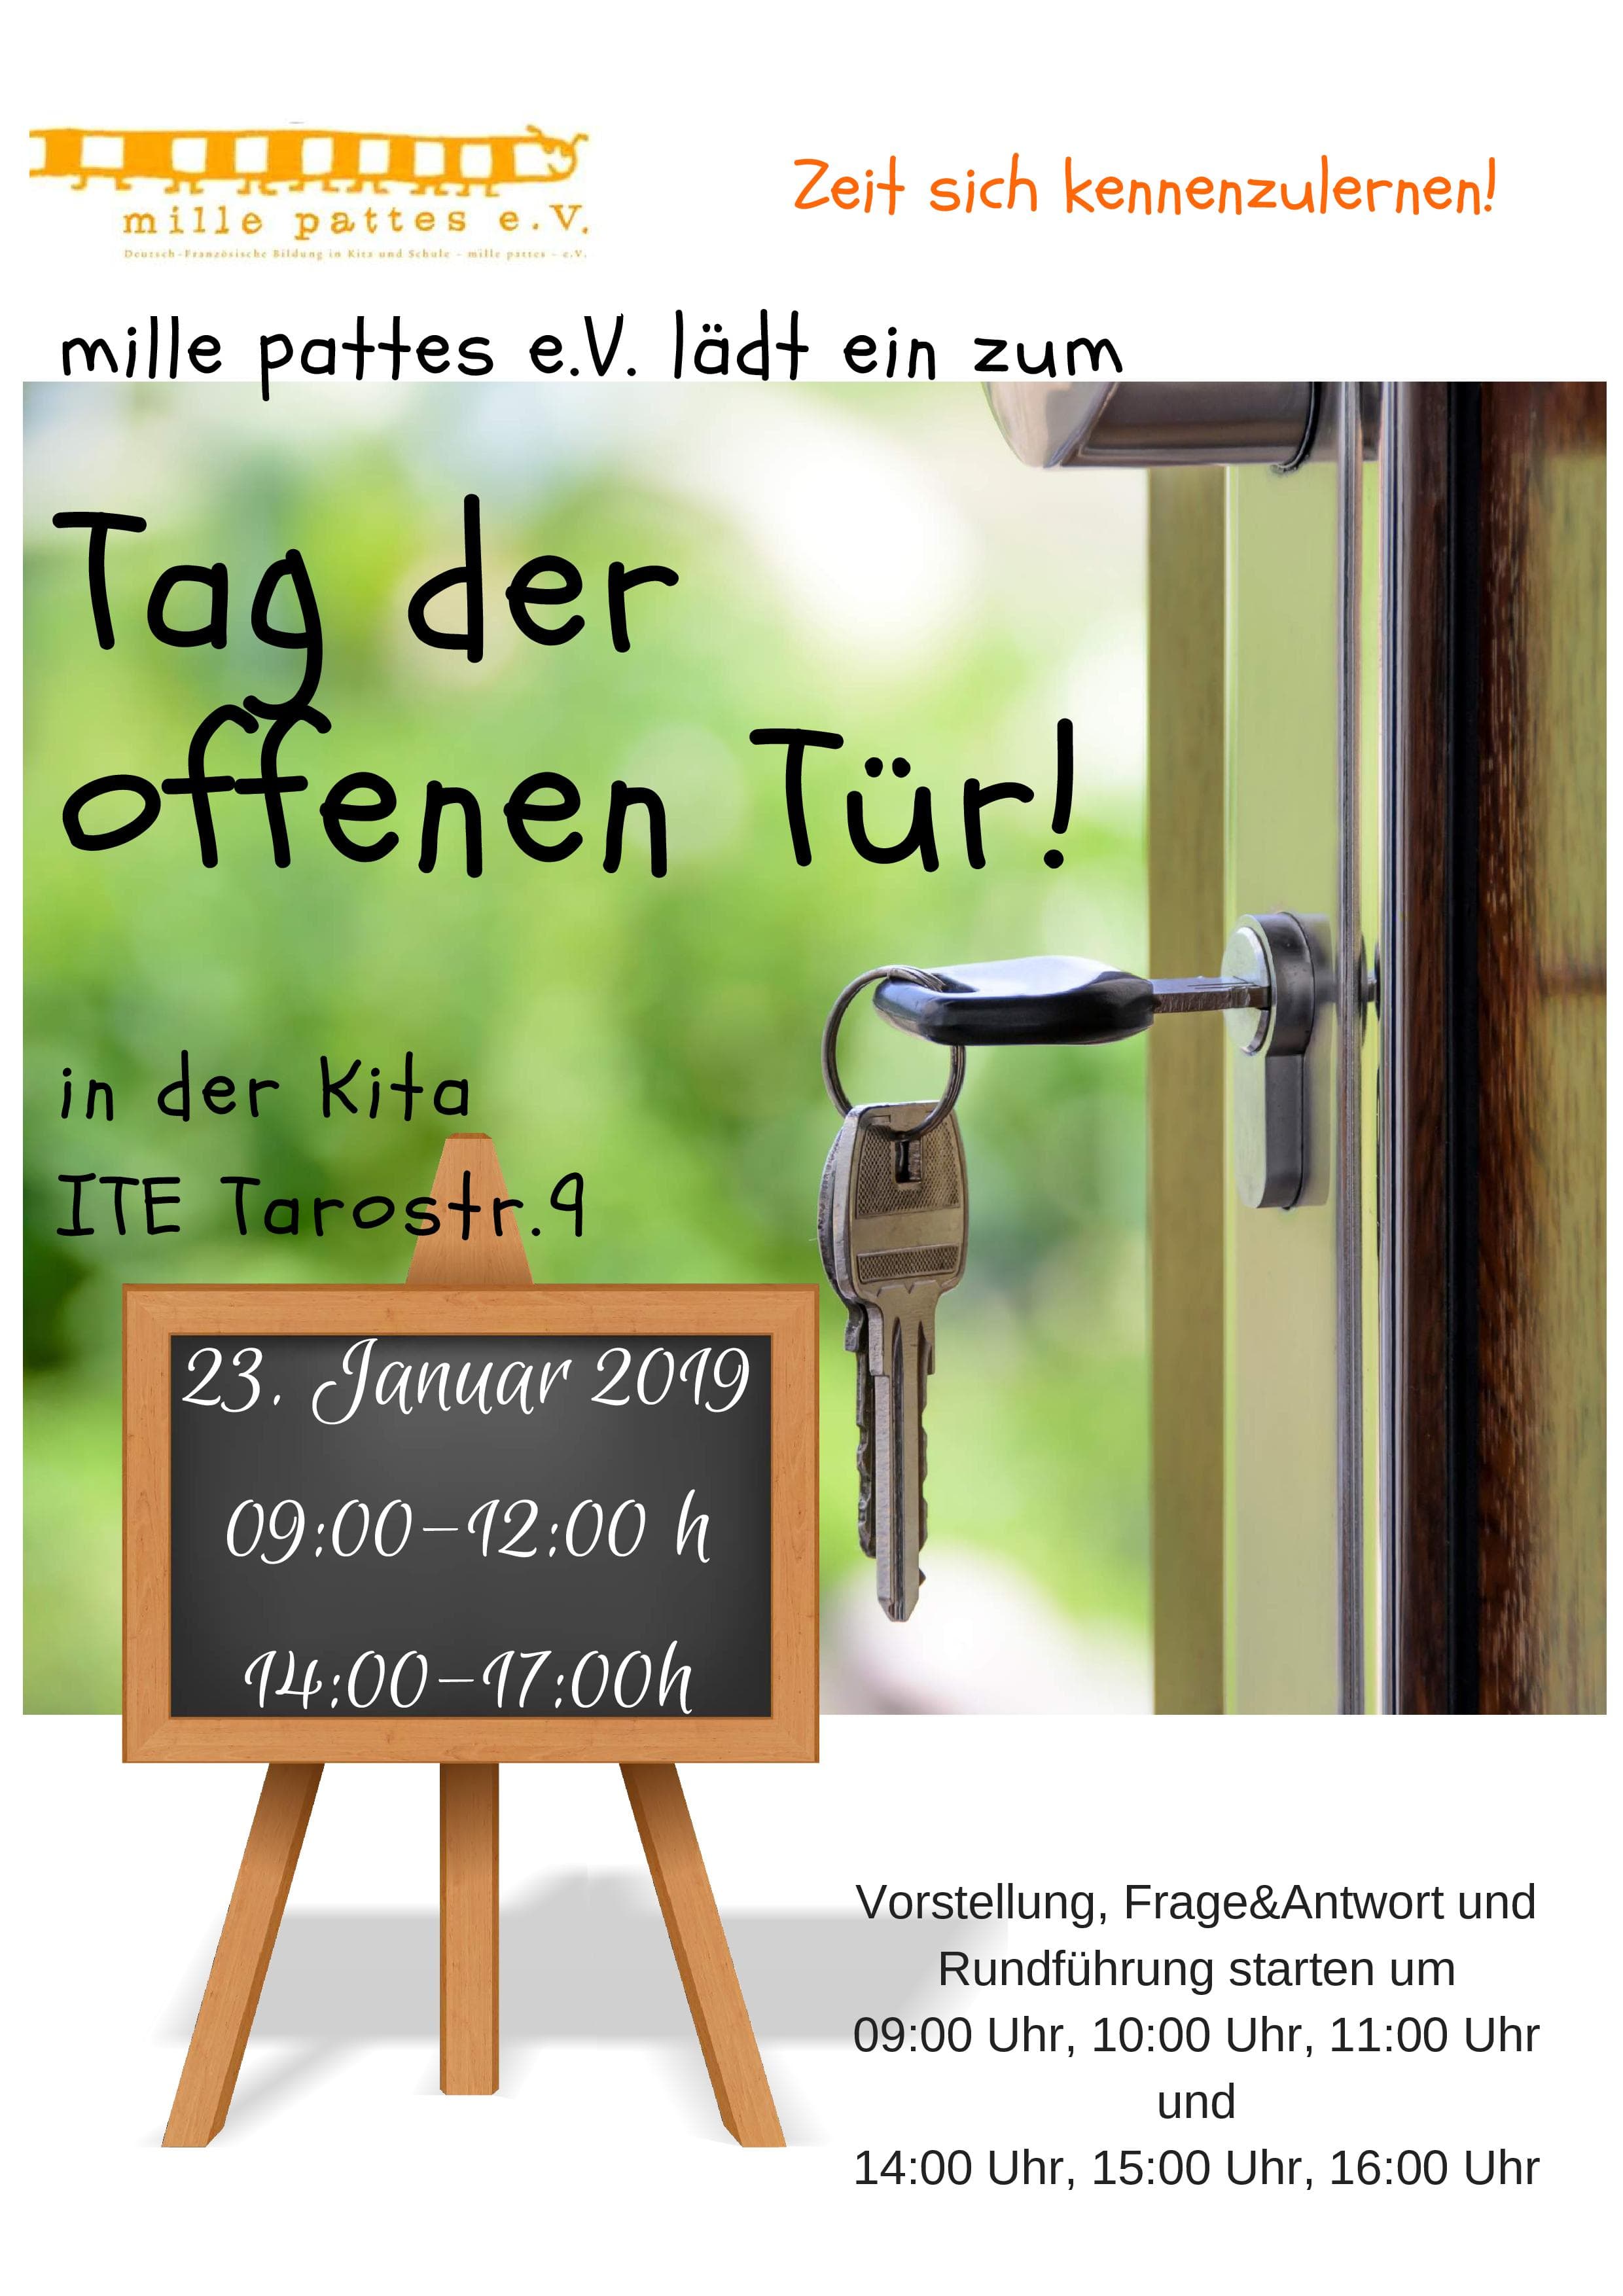 mille pattes e.V.
Deutsch-Französische Bildung in Kita und Schule - mille pattes - e.V.
Zeit sich kennenzulernen!
mille pattes e.V. lädt ein zum
Tag der
offenen Tür!
in der Kita
ITE Tarostr.9
23. Januar 2019
09:00-12:00 h
14:00-17:00h
Vorstellung, Frage&Antwort und
Rundführung starten um
09:00 Uhr, 10:00 Uhr, 11:00 Uhr
und
14:00 Uhr, 15:00 Uhr, 16:00 Uhr